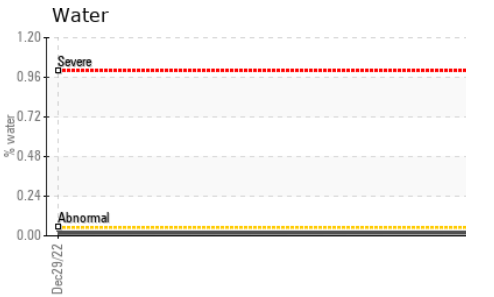 Water
1.20
Severe
0.96
0.72
% water
0.48
0.24
Abnormal
0.00
Dec29/22